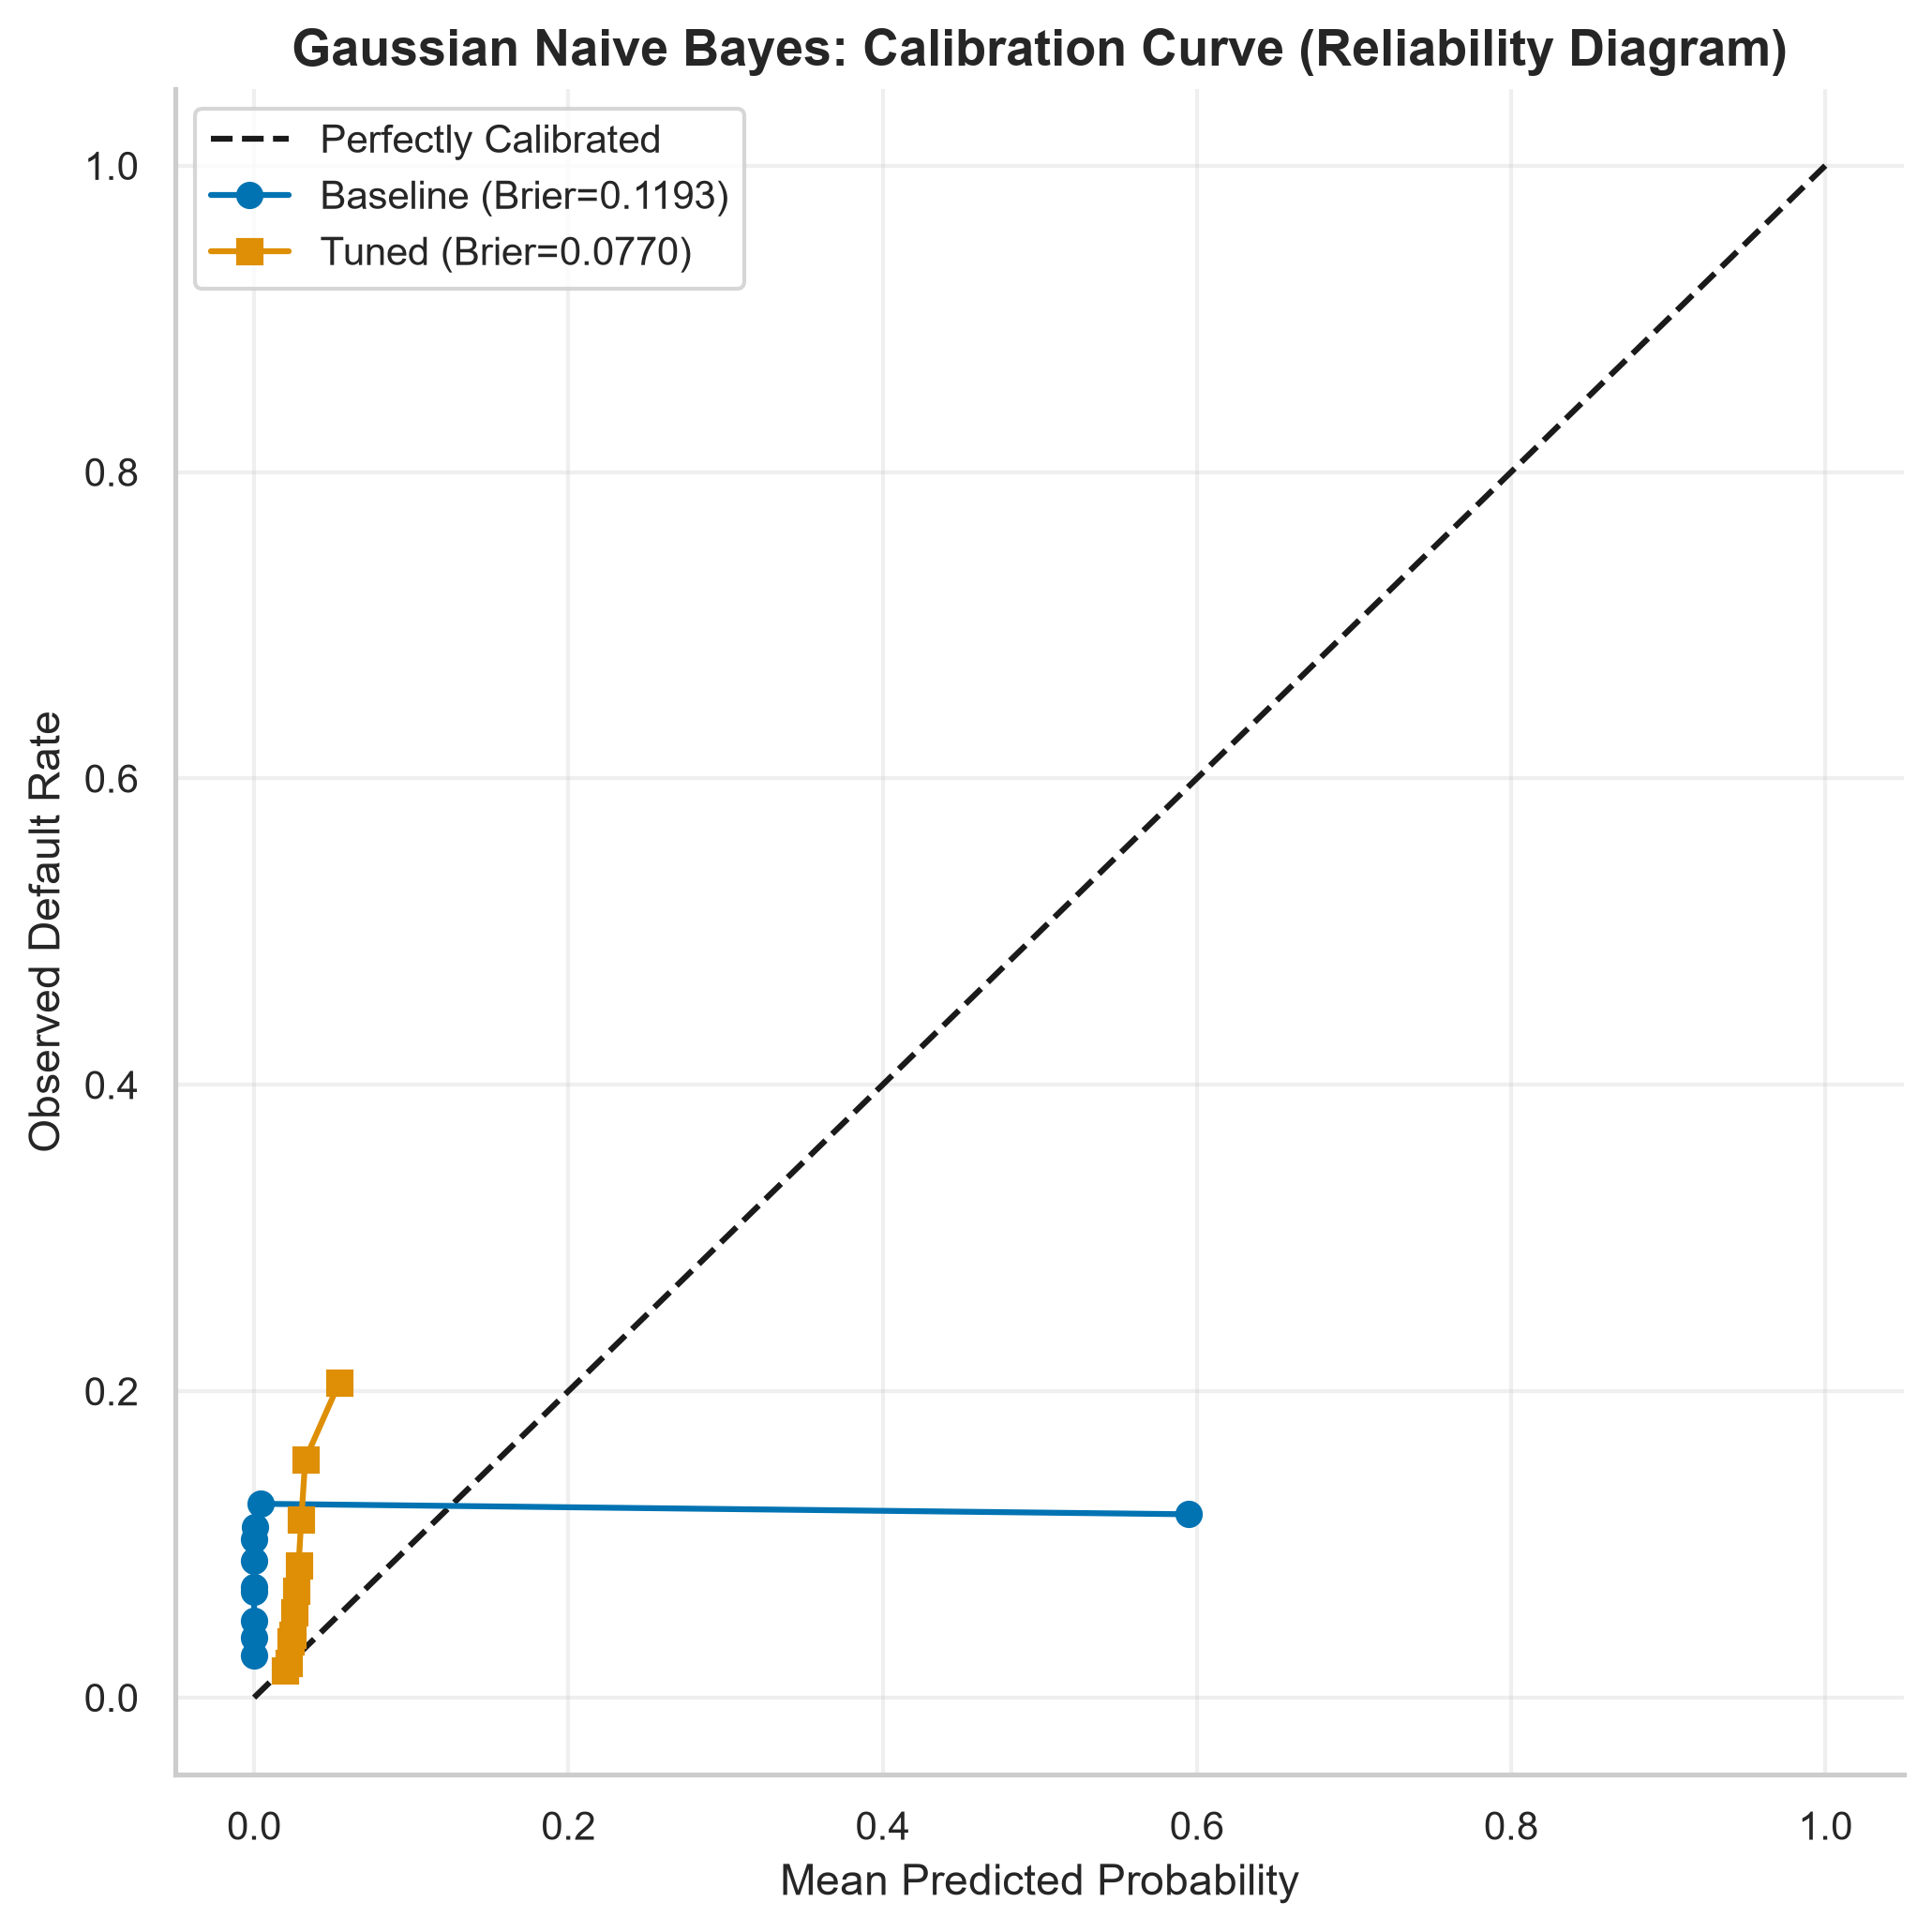 Gaussian Naive Bayes: Calibration Curve (Reliability Diagram)
Perfectly Calibrated
Baseline (Brier=0.1193)
Tuned (Brier=0.0770)
Observed Default Rate
1.0
0.8
0.6
0.4
0.2
0.0
0.0 0.2 0.4 0.6 0.8 1.0
Mean Predicted Probability